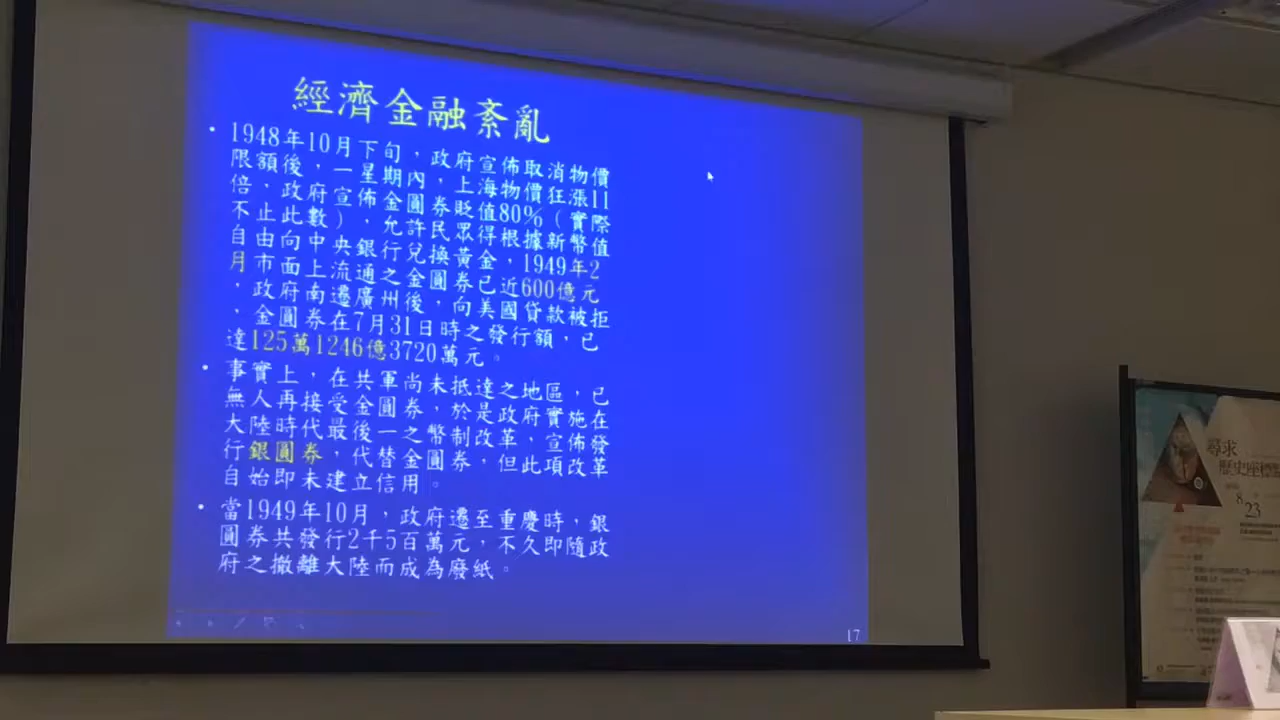 經濟金融紊亂
• 1948年10月下旬，政府宣佈取消物價
限額後，一星期內，上海物價狂漲11
倍，政府宣佈金圓券貶值80%（實際
不止此數），允許民眾得根據新幣值
自由向中央銀行兌換黃金，1949年2
月市面上流通之金圓券已近600億元
，政府南遷廣州後，向美國貸款被拒
，金圓券在7月31日時之發行額，已
達125萬1246億3720萬元。
• 事實上，在共軍尚未抵達之地區，已
無人再接受金圓券，於是政府實施在
大陸時代最後一之幣制改革，宣佈發
行銀圓券，代替金圓券，但此項改革
自始即未建立信用。
• 當1949年10月，政府遷至重慶時，銀
圓券共發行2千5百萬元，不久即隨政
府之撤離大陸而成為廢紙。
17
尋求
歷史座標
8
23